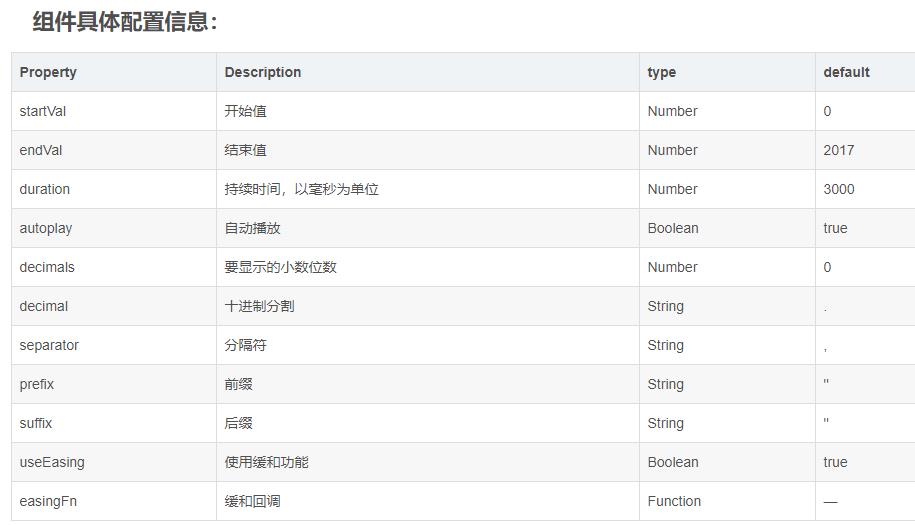 组件具体配置信息：
Property Description type default
startVal 开始值 Number 0
endVal 结束值 Number 2017
duration 持续时间，以毫秒为单位 Number 3000
autoplay 自动播放 Boolean true
decimals 要显示的小数位数 Number 0
decimal 十进制分割 String .
separator 分隔符 String ,
prefix 前缀 String "
suffix 后缀 String "
useEasing 使用缓和功能 Boolean true
easingFn 缓和回调 Function —